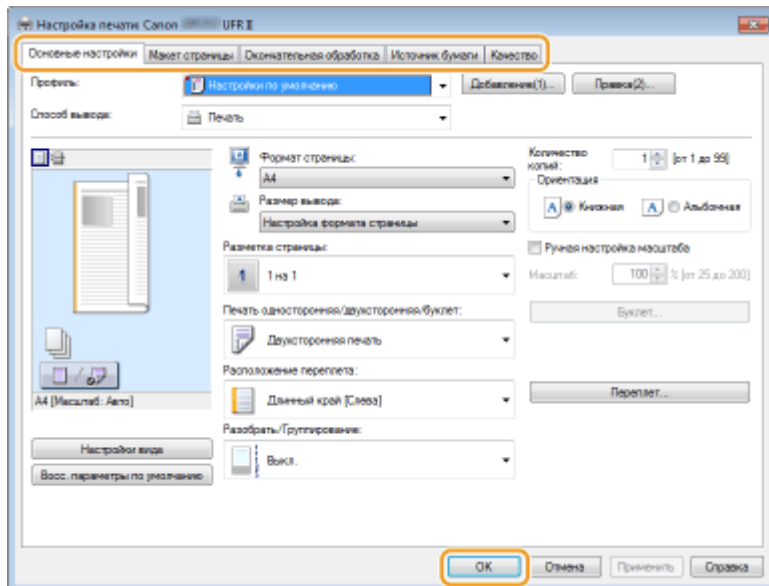 Настройка печати: Canon UFR II
Основные настройки Макет страницы Окончательная обработка Источник бумаги Качество
Профиль: Настройки по умолчанию Добавление(1)... Правка(2)...
Способ вывода: Печать
Формат страницы:
A4
Размер вывода:
Настройка формата страницы
Количество копий: 1 [от 1 до 99]
Ориентация
A Книжная A Альбомная
Разметка страницы:
1 1 на 1
Ручная настройка масштаба
Масштаб: 100 % [от 25 до 200]
Печать односторонняя/двухсторонняя/буклет:
Двухсторонняя печать
Буклет...
Расположение переплета:
Длинный край [Слева]
Переплет...
A4 [Масштаб: Авто]
Разобрать/Группирование:
Выкл.
Настройки вида
Восс. параметры по умолчанию
OK Отмена Применить Справка